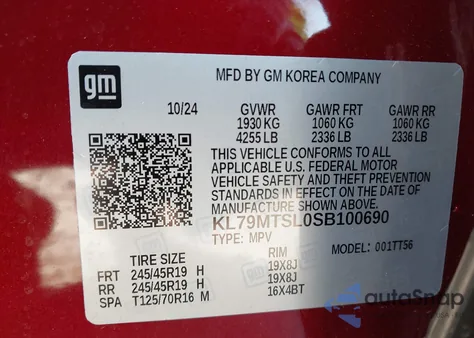 gm
MFD BY GM KOREA COMPANY
10/24 GVWR GAWR FRT GAWR RR
1930 KG 1060 KG 1060 KG
4255 LB 2336 LB 2336 LB
THIS VEHICLE CONFORMS TO ALL
APPLICABLE U.S. FEDERAL MOTOR
VEHICLE SAFETY AND THEFT PREVENTION
STANDARDS IN EFFECT ON THE DATE OF
MANUFACTURE SHOWN ABOVE.
KL79MTSL0SB100690
TYPE: MPV MODEL: 001TT56
TIRE SIZE RIM
FRT 245/45R19 H 19X8J
RR 245/45R19 H 19X8J
SPA T125/70R16 M 16X4BT
autoSnap